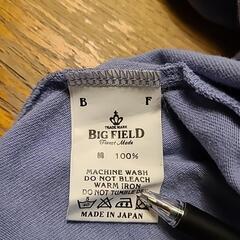 B F
TRADE MARK
BIG FIELD
Finest Made
綿 100%
MACHINE WASH
DO NOT BLEACH
WARM IRON
DO NOT TUMBLE DRY
MADE IN JAPAN